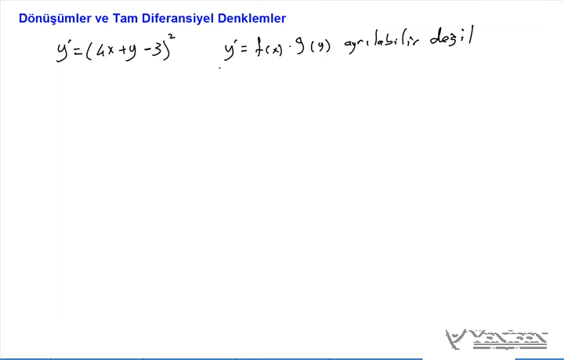 Dönüşümler ve Tam Diferansiyel Denklemler
y′ = (4x + y − 3)² y′ = f(x) · g(y) ayrılabilir değil